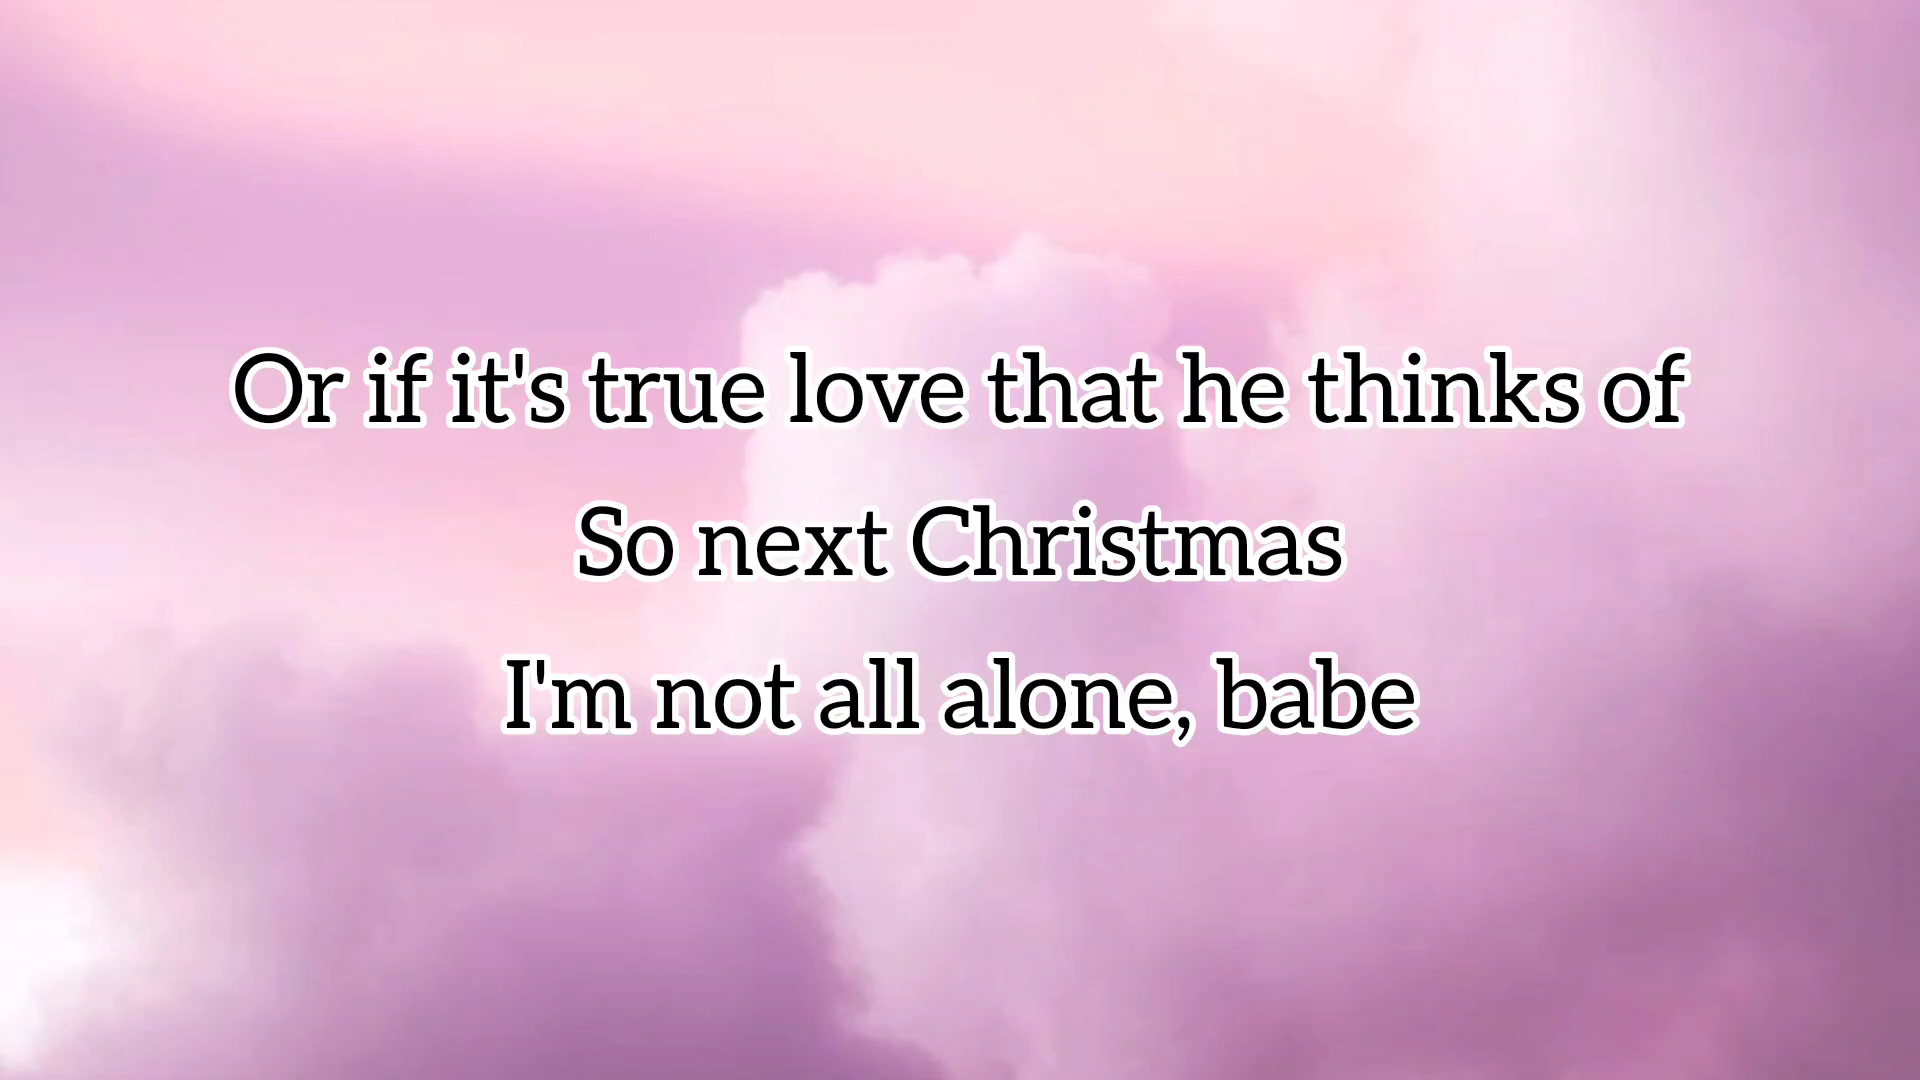 Or if it's true love that he thinks of
So next Christmas
I'm not all alone, babe